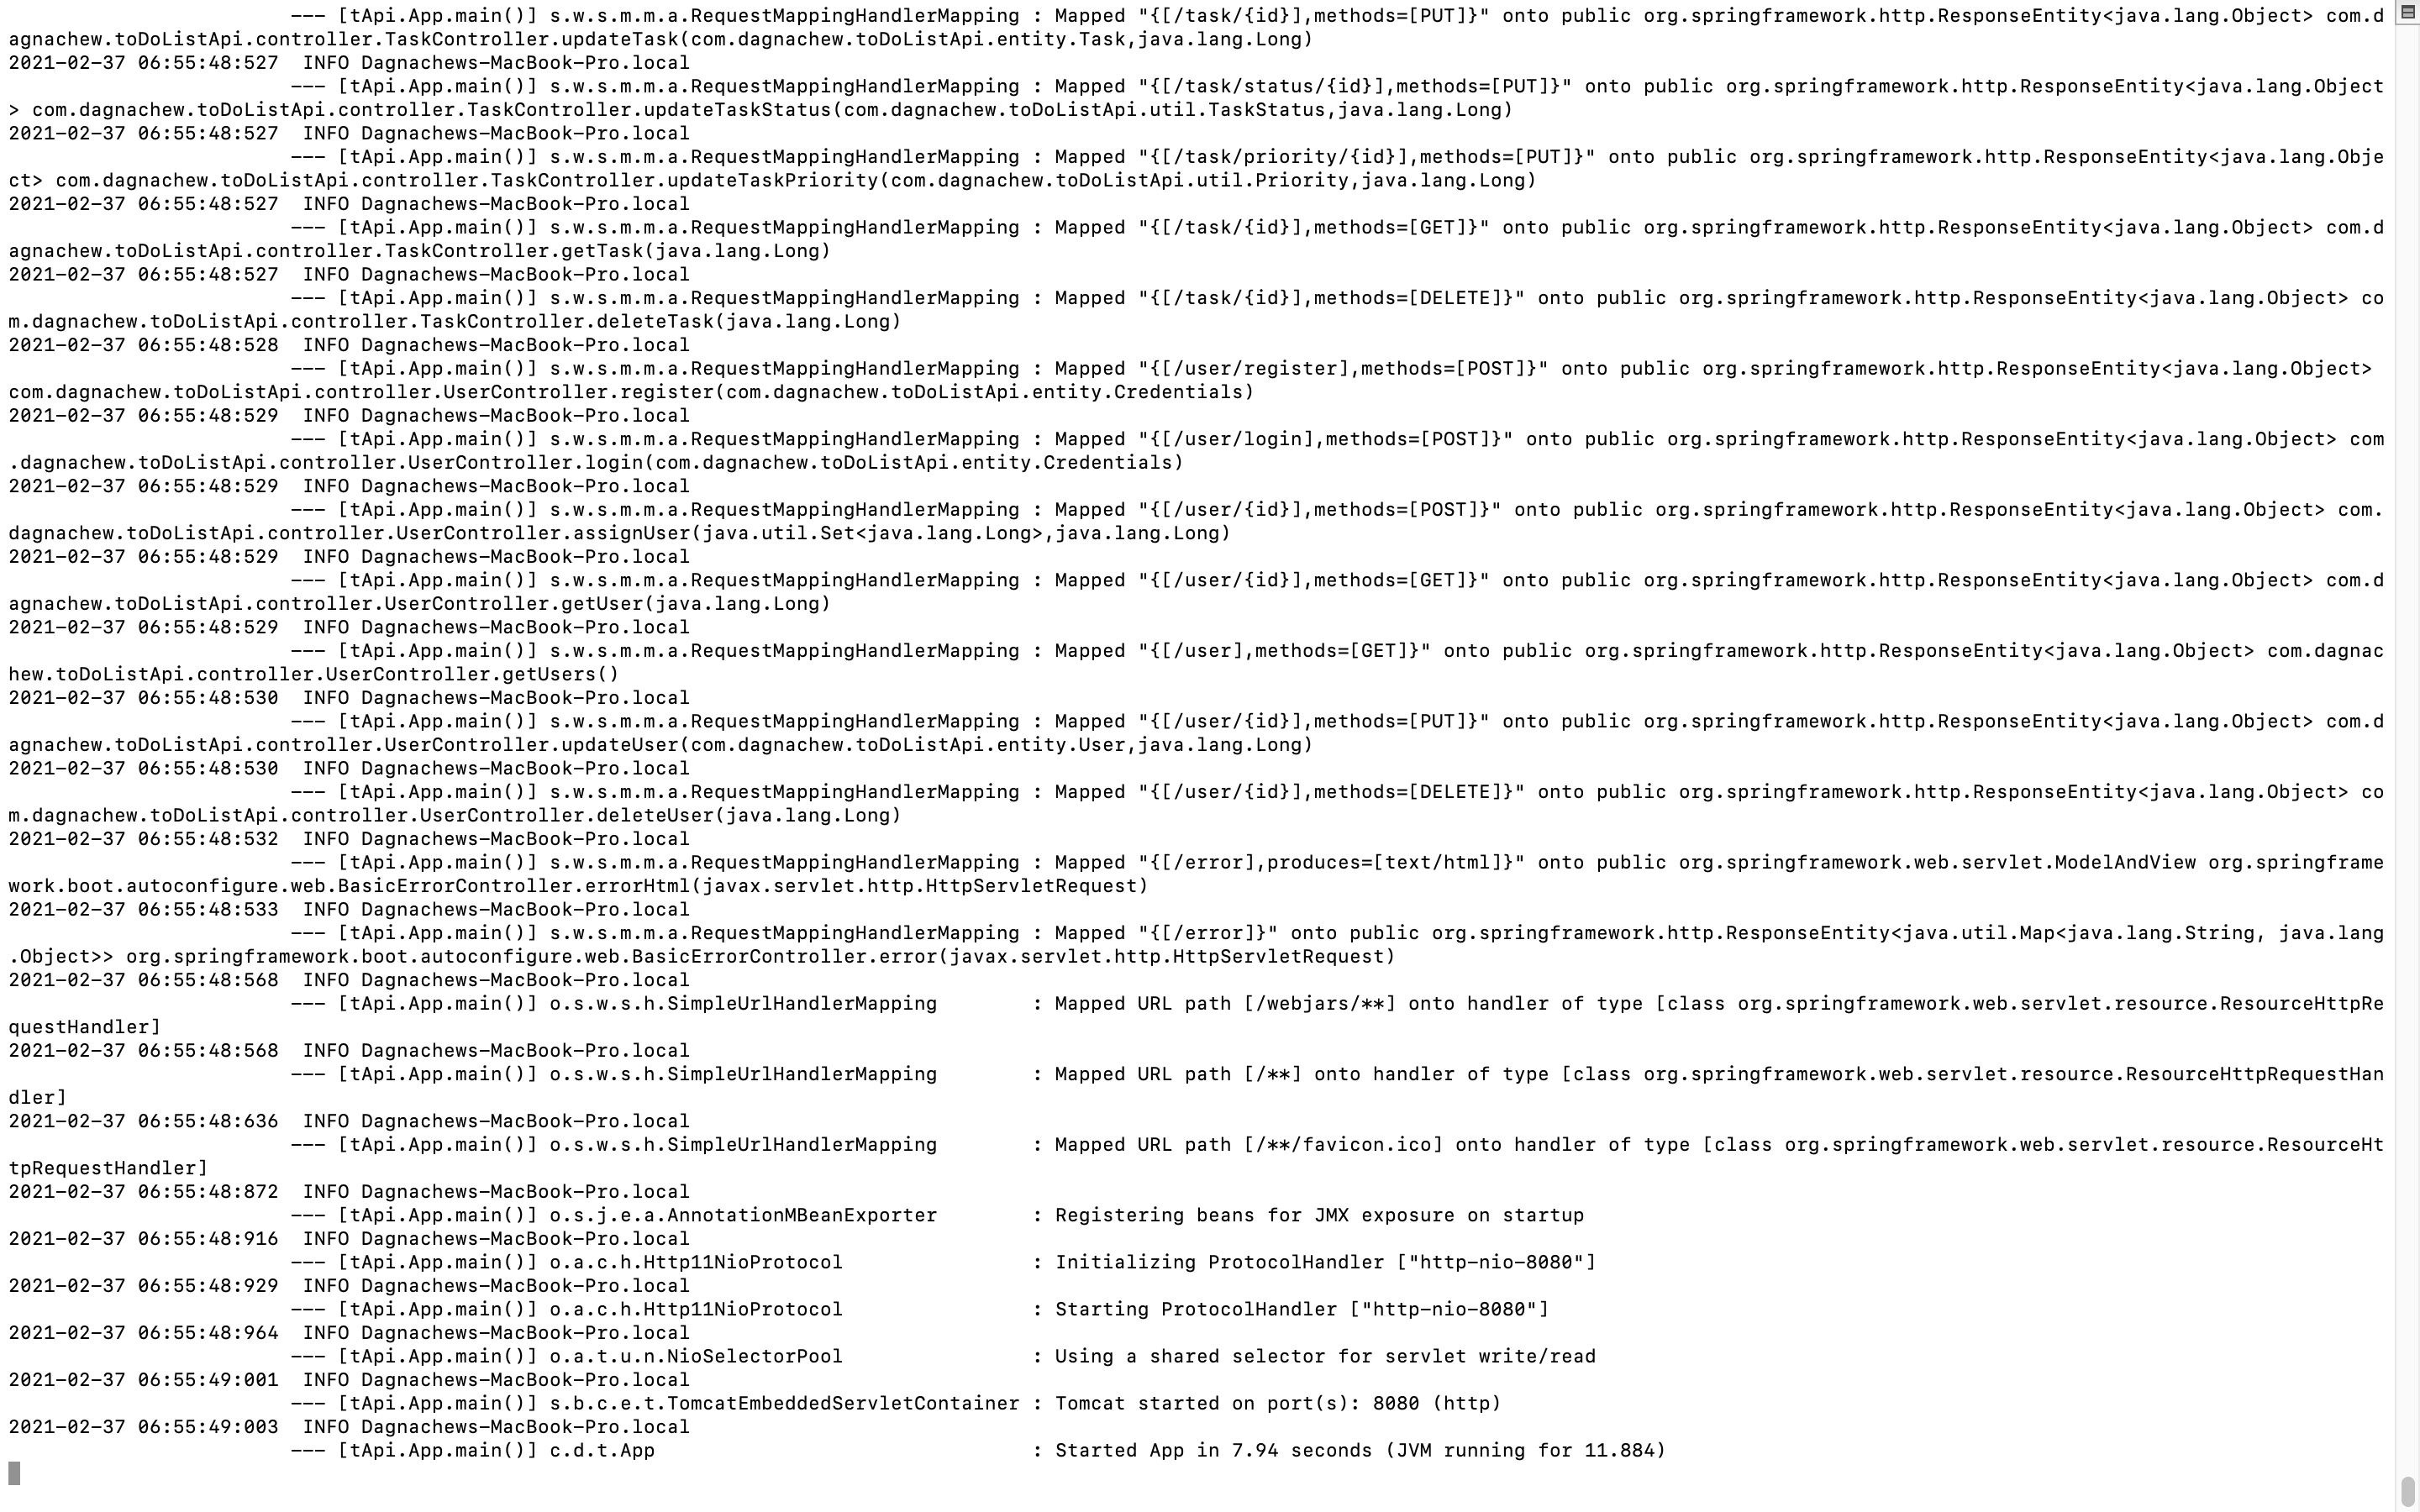 --- [tApi.App.main()] s.w.s.m.m.a.RequestMappingHandlerMapping : Mapped "{[/task/{id}],methods=[PUT]}" onto public org.springframework.http.ResponseEntity<java.lang.Object> com.d
agnachew.toDoListApi.controller.TaskController.updateTask(com.dagnachew.toDoListApi.entity.Task,java.lang.Long)
2021-02-37 06:55:48:527  INFO Dagnachews-MacBook-Pro.local
--- [tApi.App.main()] s.w.s.m.m.a.RequestMappingHandlerMapping : Mapped "{[/task/status/{id}],methods=[PUT]}" onto public org.springframework.http.ResponseEntity<java.lang.Object
> com.dagnachew.toDoListApi.controller.TaskController.updateTaskStatus(com.dagnachew.toDoListApi.util.TaskStatus,java.lang.Long)
2021-02-37 06:55:48:527  INFO Dagnachews-MacBook-Pro.local
--- [tApi.App.main()] s.w.s.m.m.a.RequestMappingHandlerMapping : Mapped "{[/task/priority/{id}],methods=[PUT]}" onto public org.springframework.http.ResponseEntity<java.lang.Obje
ct> com.dagnachew.toDoListApi.controller.TaskController.updateTaskPriority(com.dagnachew.toDoListApi.util.Priority,java.lang.Long)
2021-02-37 06:55:48:527  INFO Dagnachews-MacBook-Pro.local
--- [tApi.App.main()] s.w.s.m.m.a.RequestMappingHandlerMapping : Mapped "{[/task/{id}],methods=[GET]}" onto public org.springframework.http.ResponseEntity<java.lang.Object> com.d
agnachew.toDoListApi.controller.TaskController.getTask(java.lang.Long)
2021-02-37 06:55:48:527  INFO Dagnachews-MacBook-Pro.local
--- [tApi.App.main()] s.w.s.m.m.a.RequestMappingHandlerMapping : Mapped "{[/task/{id}],methods=[DELETE]}" onto public org.springframework.http.ResponseEntity<java.lang.Object> co
m.dagnachew.toDoListApi.controller.TaskController.deleteTask(java.lang.Long)
2021-02-37 06:55:48:528  INFO Dagnachews-MacBook-Pro.local
--- [tApi.App.main()] s.w.s.m.m.a.RequestMappingHandlerMapping : Mapped "{[/user/register],methods=[POST]}" onto public org.springframework.http.ResponseEntity<java.lang.Object>
com.dagnachew.toDoListApi.controller.UserController.register(com.dagnachew.toDoListApi.entity.Credentials)
2021-02-37 06:55:48:529  INFO Dagnachews-MacBook-Pro.local
--- [tApi.App.main()] s.w.s.m.m.a.RequestMappingHandlerMapping : Mapped "{[/user/login],methods=[POST]}" onto public org.springframework.http.ResponseEntity<java.lang.Object> com
.dagnachew.toDoListApi.controller.UserController.login(com.dagnachew.toDoListApi.entity.Credentials)
2021-02-37 06:55:48:529  INFO Dagnachews-MacBook-Pro.local
--- [tApi.App.main()] s.w.s.m.m.a.RequestMappingHandlerMapping : Mapped "{[/user/{id}],methods=[POST]}" onto public org.springframework.http.ResponseEntity<java.lang.Object> com.
dagnachew.toDoListApi.controller.UserController.assignUser(java.util.Set<java.lang.Long>,java.lang.Long)
2021-02-37 06:55:48:529  INFO Dagnachews-MacBook-Pro.local
--- [tApi.App.main()] s.w.s.m.m.a.RequestMappingHandlerMapping : Mapped "{[/user/{id}],methods=[GET]}" onto public org.springframework.http.ResponseEntity<java.lang.Object> com.d
agnachew.toDoListApi.controller.UserController.getUser(java.lang.Long)
2021-02-37 06:55:48:529  INFO Dagnachews-MacBook-Pro.local
--- [tApi.App.main()] s.w.s.m.m.a.RequestMappingHandlerMapping : Mapped "{[/user],methods=[GET]}" onto public org.springframework.http.ResponseEntity<java.lang.Object> com.dagnac
hew.toDoListApi.controller.UserController.getUsers()
2021-02-37 06:55:48:530  INFO Dagnachews-MacBook-Pro.local
--- [tApi.App.main()] s.w.s.m.m.a.RequestMappingHandlerMapping : Mapped "{[/user/{id}],methods=[PUT]}" onto public org.springframework.http.ResponseEntity<java.lang.Object> com.d
agnachew.toDoListApi.controller.UserController.updateUser(com.dagnachew.toDoListApi.entity.User,java.lang.Long)
2021-02-37 06:55:48:530  INFO Dagnachews-MacBook-Pro.local
--- [tApi.App.main()] s.w.s.m.m.a.RequestMappingHandlerMapping : Mapped "{[/user/{id}],methods=[DELETE]}" onto public org.springframework.http.ResponseEntity<java.lang.Object> co
m.dagnachew.toDoListApi.controller.UserController.deleteUser(java.lang.Long)
2021-02-37 06:55:48:532  INFO Dagnachews-MacBook-Pro.local
--- [tApi.App.main()] s.w.s.m.m.a.RequestMappingHandlerMapping : Mapped "{[/error],produces=[text/html]}" onto public org.springframework.web.servlet.ModelAndView org.springframe
work.boot.autoconfigure.web.BasicErrorController.errorHtml(javax.servlet.http.HttpServletRequest)
2021-02-37 06:55:48:533  INFO Dagnachews-MacBook-Pro.local
--- [tApi.App.main()] s.w.s.m.m.a.RequestMappingHandlerMapping : Mapped "{[/error]}" onto public org.springframework.http.ResponseEntity<java.util.Map<java.lang.String, java.lang
.Object>> org.springframework.boot.autoconfigure.web.BasicErrorController.error(javax.servlet.http.HttpServletRequest)
2021-02-37 06:55:48:568  INFO Dagnachews-MacBook-Pro.local
--- [tApi.App.main()] o.s.w.s.h.SimpleUrlHandlerMapping        : Mapped URL path [/webjars/**] onto handler of type [class org.springframework.web.servlet.resource.ResourceHttpRe
questHandler]
2021-02-37 06:55:48:568  INFO Dagnachews-MacBook-Pro.local
--- [tApi.App.main()] o.s.w.s.h.SimpleUrlHandlerMapping        : Mapped URL path [/**] onto handler of type [class org.springframework.web.servlet.resource.ResourceHttpRequestHan
dler]
2021-02-37 06:55:48:636  INFO Dagnachews-MacBook-Pro.local
--- [tApi.App.main()] o.s.w.s.h.SimpleUrlHandlerMapping        : Mapped URL path [/**/favicon.ico] onto handler of type [class org.springframework.web.servlet.resource.ResourceHt
tpRequestHandler]
2021-02-37 06:55:48:872  INFO Dagnachews-MacBook-Pro.local
--- [tApi.App.main()] o.s.j.e.a.AnnotationMBeanExporter        : Registering beans for JMX exposure on startup
2021-02-37 06:55:48:916  INFO Dagnachews-MacBook-Pro.local
--- [tApi.App.main()] o.a.c.h.Http11NioProtocol                : Initializing ProtocolHandler ["http-nio-8080"]
2021-02-37 06:55:48:929  INFO Dagnachews-MacBook-Pro.local
--- [tApi.App.main()] o.a.c.h.Http11NioProtocol                : Starting ProtocolHandler ["http-nio-8080"]
2021-02-37 06:55:48:964  INFO Dagnachews-MacBook-Pro.local
--- [tApi.App.main()] o.a.t.u.n.NioSelectorPool                : Using a shared selector for servlet write/read
2021-02-37 06:55:49:001  INFO Dagnachews-MacBook-Pro.local
--- [tApi.App.main()] s.b.c.e.t.TomcatEmbeddedServletContainer : Tomcat started on port(s): 8080 (http)
2021-02-37 06:55:49:003  INFO Dagnachews-MacBook-Pro.local
--- [tApi.App.main()] c.d.t.App                                : Started App in 7.94 seconds (JVM running for 11.884)